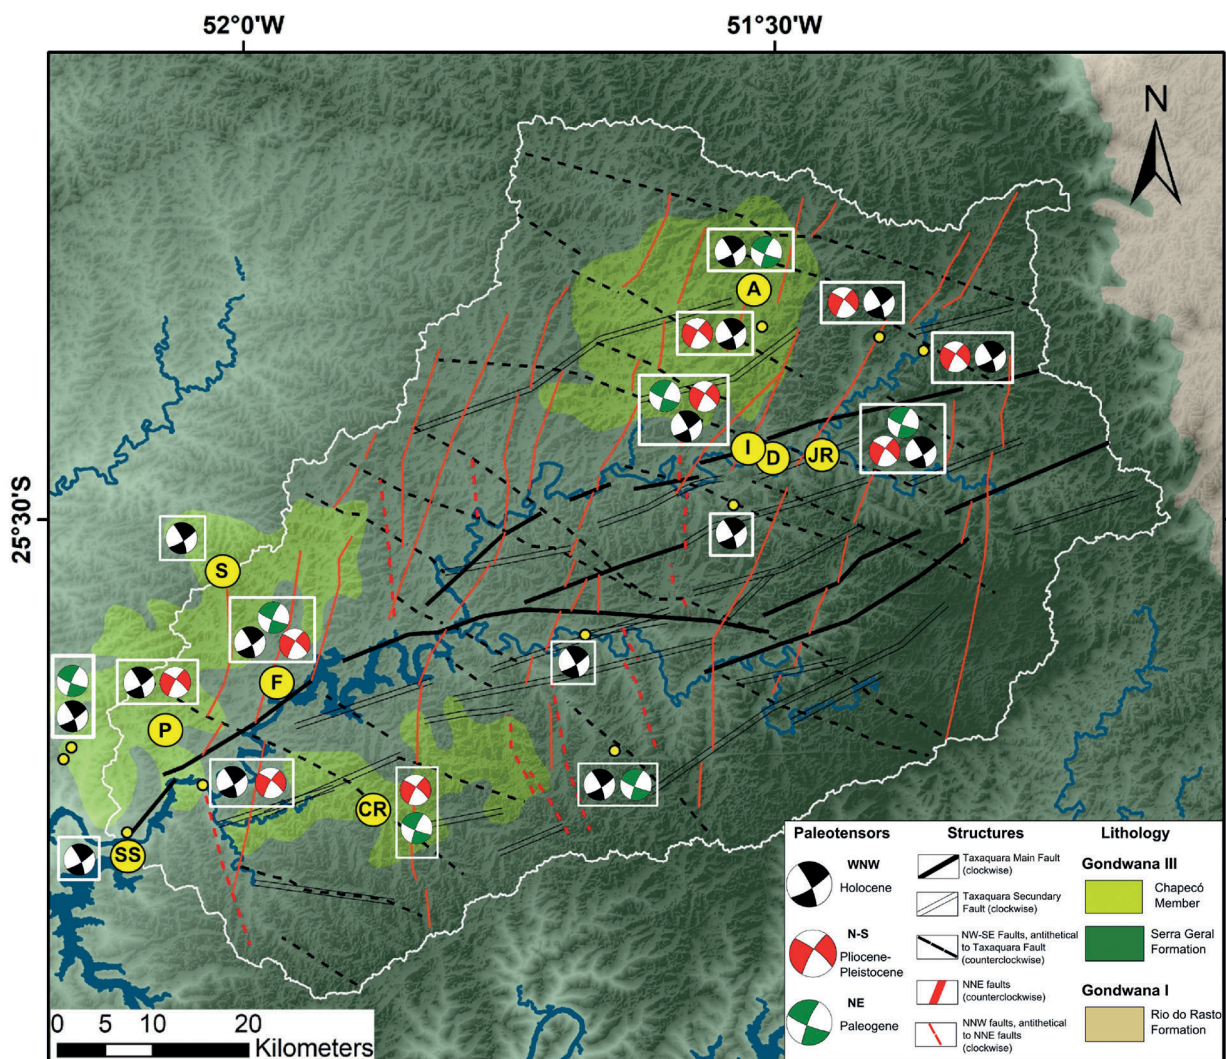 52°0'W
51°30'W
N
A
I
D
JR
25°30'S
S
F
P
CR
SS
0 5 10 20
Kilometers
Paleotensors
WNW
Holocene
N-S
Pliocene-
Pleistocene
NE
Paleogene
Structures
Taxaquara Main Fault
(clockwise)
Taxaquara Secundary
Fault (clockwise)
NW-SE Faults, antithetical
to Taxaquara Fault
(counterclockwise)
NNE faults
(counterclockwise)
NNW faults, antithetical
to NNE faults
(clockwise)
Lithology
Gondwana III
Chapecó
Member
Serra Geral
Formation
Gondwana I
Rio do Rasto
Formation